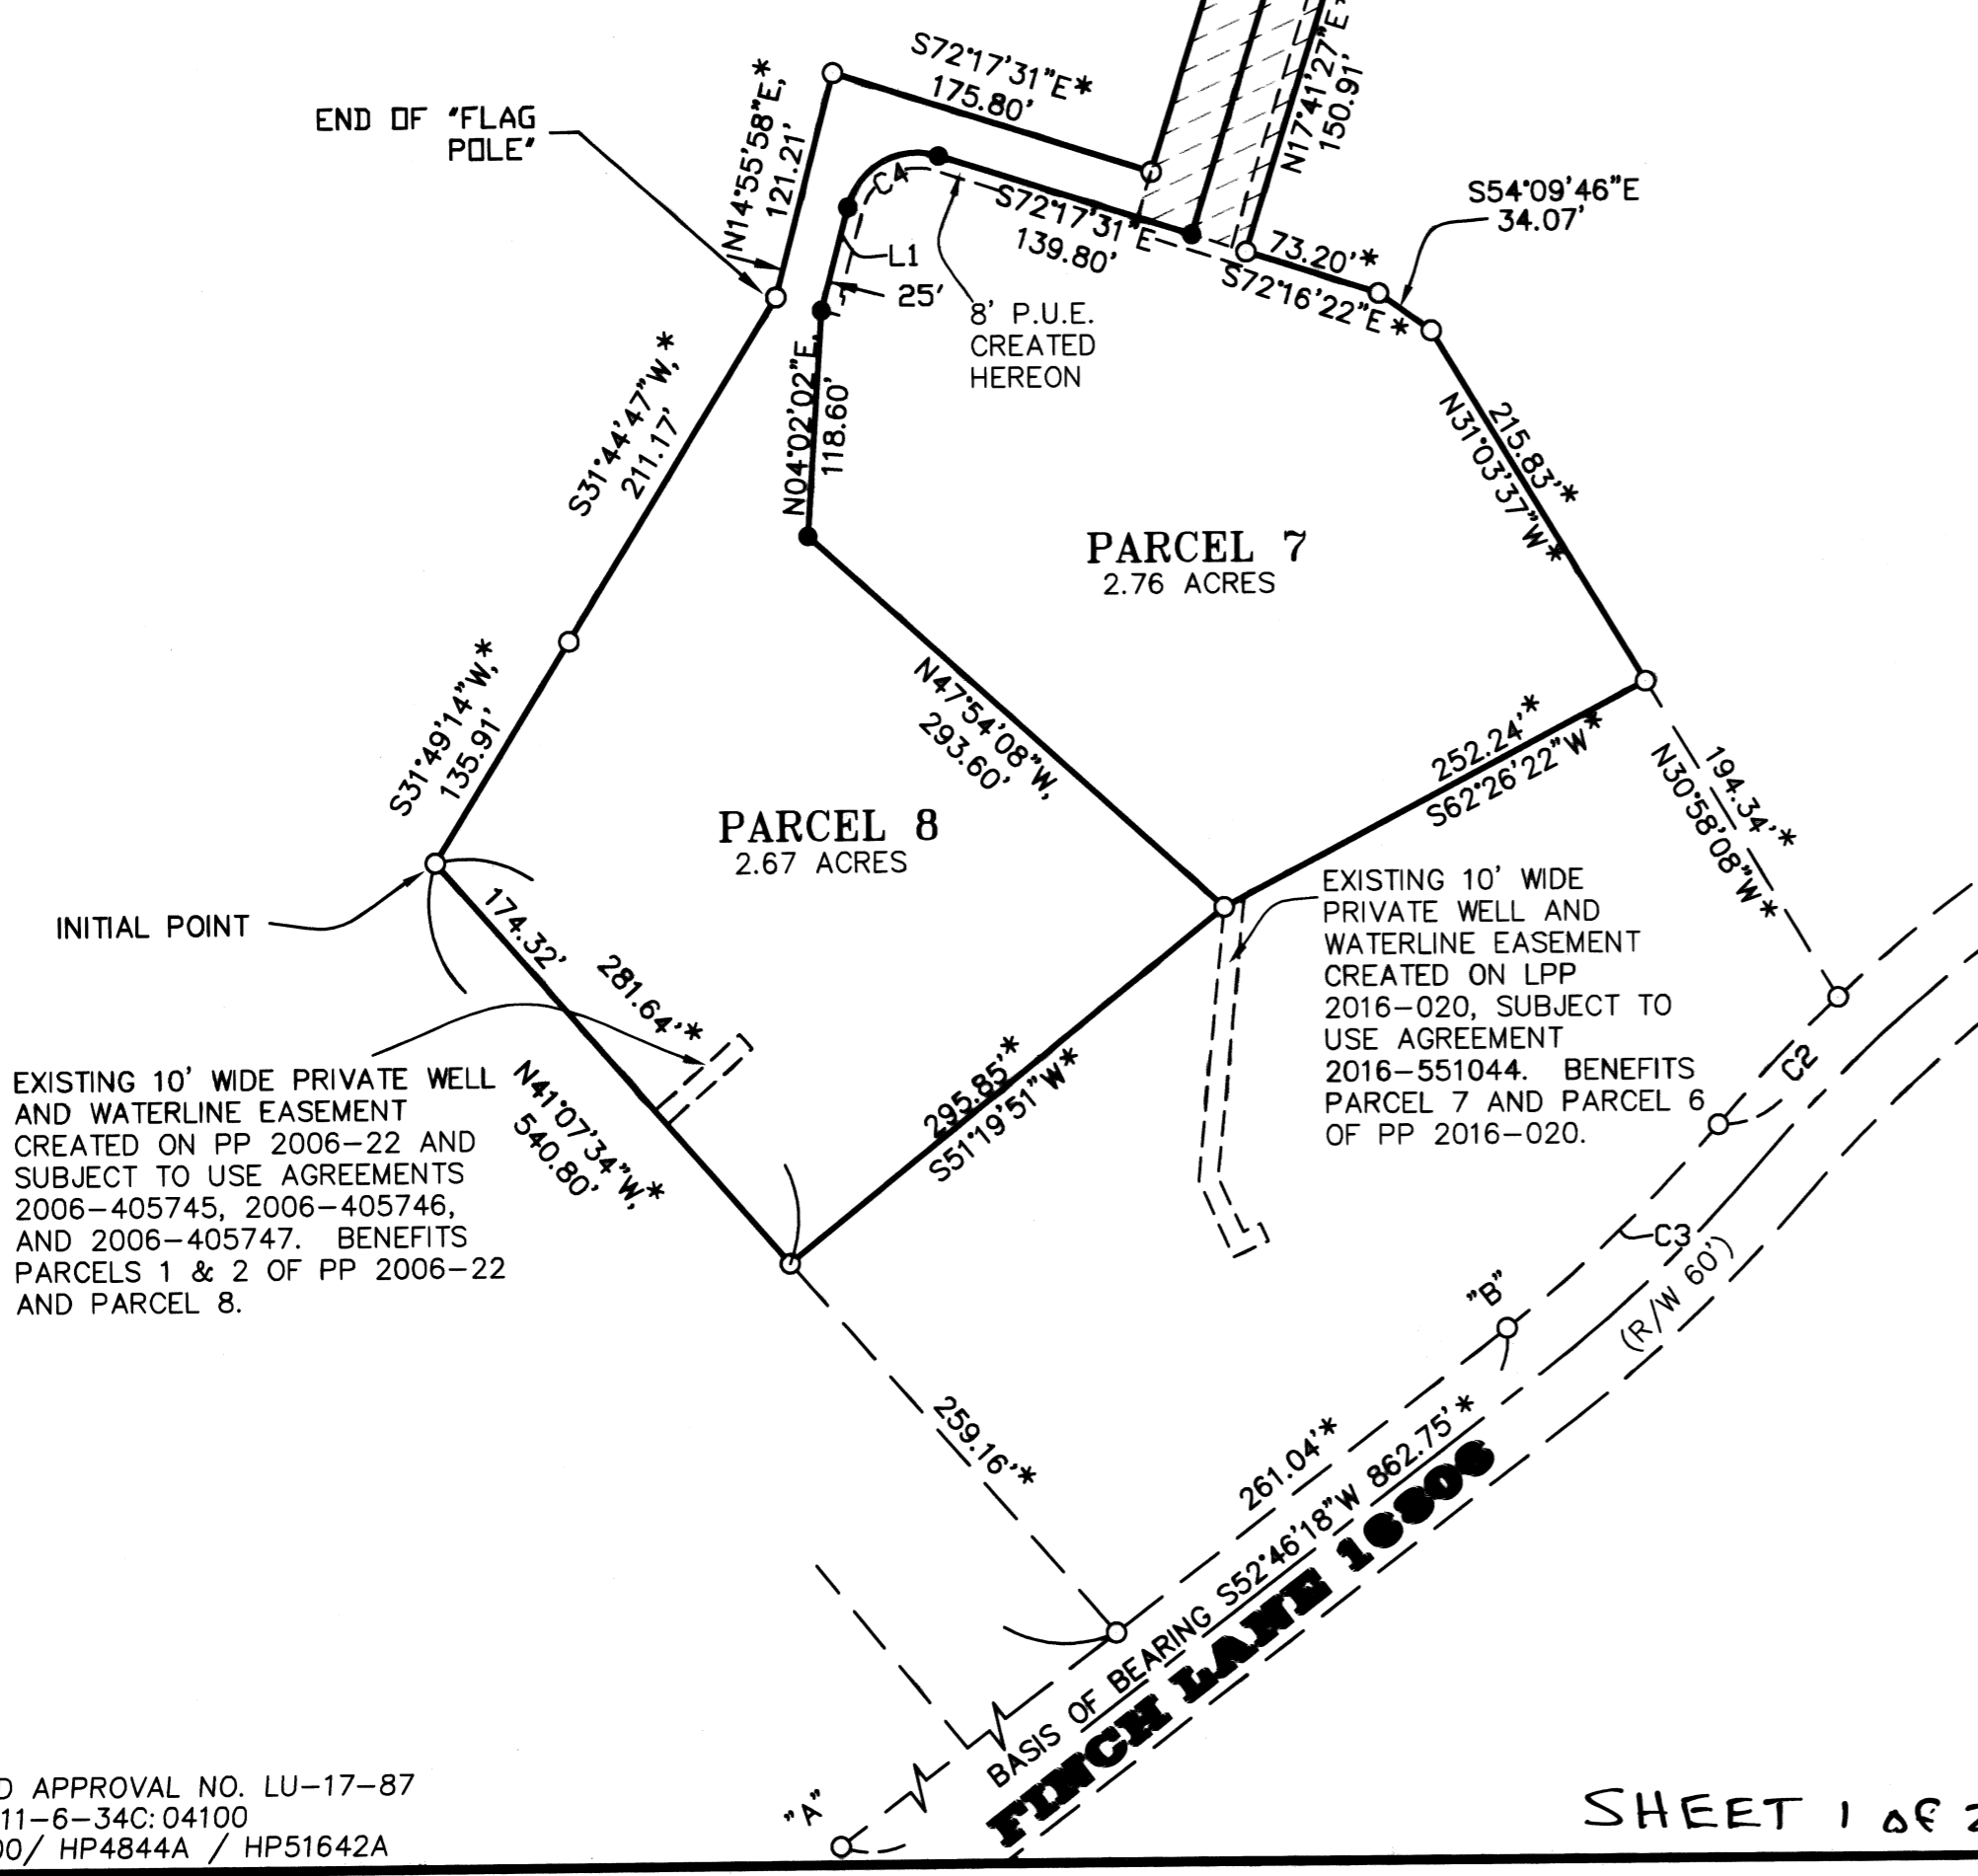 S72°17'31"E*
175.80'
N17°41'27"E*
150.91'
END OF "FLAG
POLE"
N14°55'58"E,*
121.21'
C4
S72°17'31"E
139.80'
S54°09'46"E
34.07'
73.20'*
S72°16'22"E*
L1
25'
8' P.U.E.
CREATED
HEREON
S31°44'47"W,*
211.17'
N04°02'02"E,
118.60'
215.83'*
N31°03'37"W*
PARCEL 7
2.76 ACRES
S31°49'14"W,*
135.91'
N47°54'08"W,
293.60'
252.24'*
S62°26'22"W*
194.34'*
N30°58'08"W*
PARCEL 8
2.67 ACRES
INITIAL POINT
174.32'
281.64'*
EXISTING 10' WIDE
PRIVATE WELL AND
WATERLINE EASEMENT
CREATED ON LPP
2016-020, SUBJECT TO
USE AGREEMENT
2016-551044. BENEFITS
PARCEL 7 AND PARCEL 6
OF PP 2016-020.
EXISTING 10' WIDE PRIVATE WELL
AND WATERLINE EASEMENT
CREATED ON PP 2006-22 AND
SUBJECT TO USE AGREEMENTS
2006-405745, 2006-405746,
AND 2006-405747. BENEFITS
PARCELS 1 & 2 OF PP 2006-22
AND PARCEL 8.
N41°07'34"W,*
540.80'
295.85'*
S51°19'51"W*
C2
C3
(R/W 60')
"B"
259.16'*
261.04'*
BASIS OF BEARING S52°46'18"W 862.75'*
FINCH LANE 1690S
"A"
D APPROVAL NO. LU-17-87
11-6-34C: 04100
00/ HP4844A / HP51642A
SHEET 1 OF 2